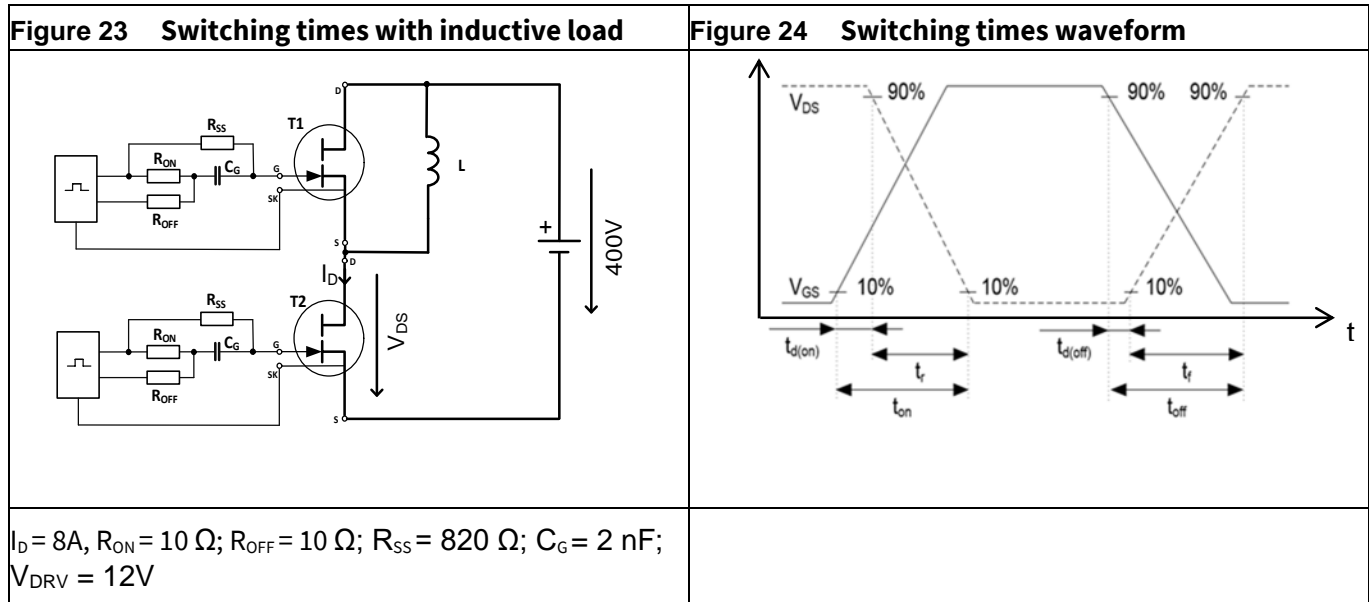 Figure 23 Switching times with inductive load
Figure 24 Switching times waveform
D
RSS
T1
RON
CG
G
L
SK
ROFF
+
400V
S
D
ID
RSS
T2
VDS
RON
CG
G
SK
ROFF
S
VDS
90%
90%
90%
VGS
10%
10%
10%
t
td(on)
td(off)
tr
tf
ton
toff
ID = 8A, RON = 10 Ω; ROFF = 10 Ω; RSS = 820 Ω; CG = 2 nF;
VDRV = 12V